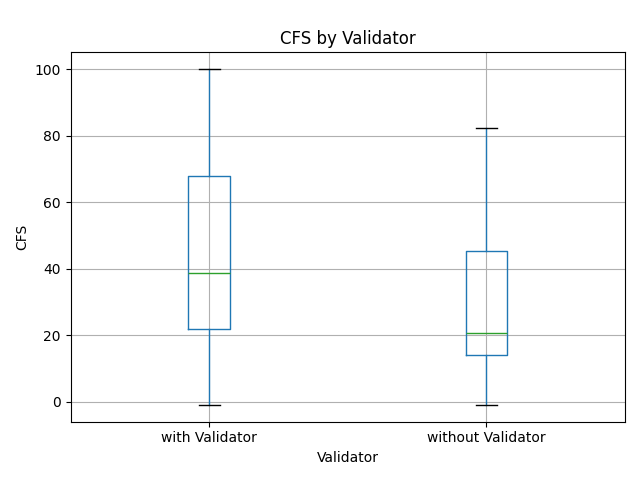 CFS by Validator
100
80
60
40
20
0
CFS
with Validator
without Validator
Validator